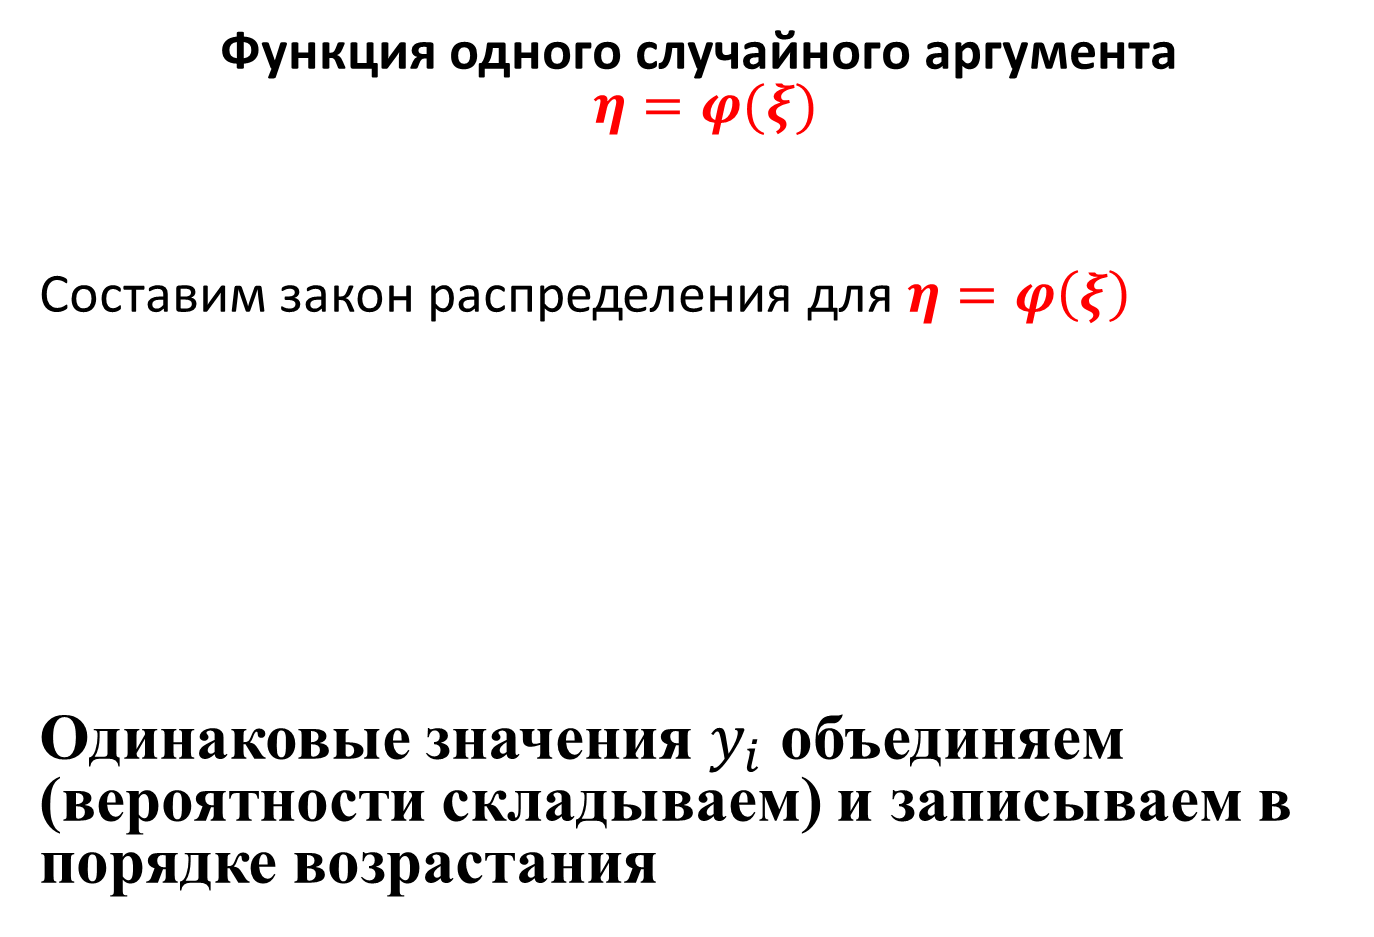 Функция одного случайного аргумента
η = φ(ξ)
Составим закон распределения для η = φ(ξ)
Одинаковые значения yᵢ объединяем
(вероятности складываем) и записываем в
порядке возрастания